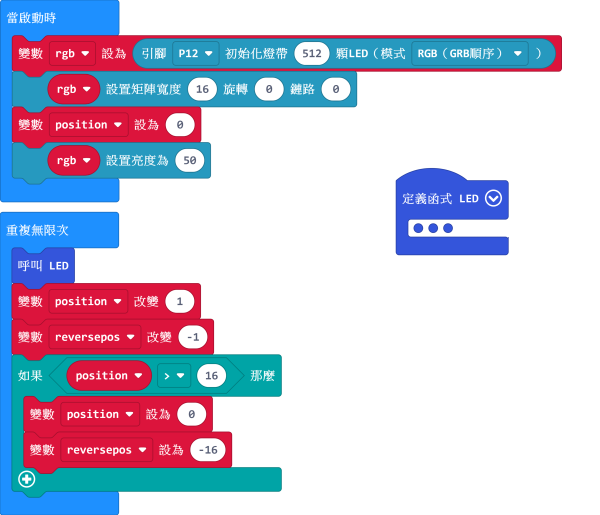 當啟動時
變數 rgb 設為 引腳 P12 初始化燈帶 512 顆LED（模式 RGB（GRB順序） ）
rgb 設置矩陣寬度 16 旋轉 0 鏈路 0
變數 position 設為 0
rgb 設置亮度為 50
定義函式 LED
重複無限次
呼叫 LED
變數 position 改變 1
變數 reversepos 改變 -1
如果 position > 16 那麼
變數 position 設為 0
變數 reversepos 設為 -16